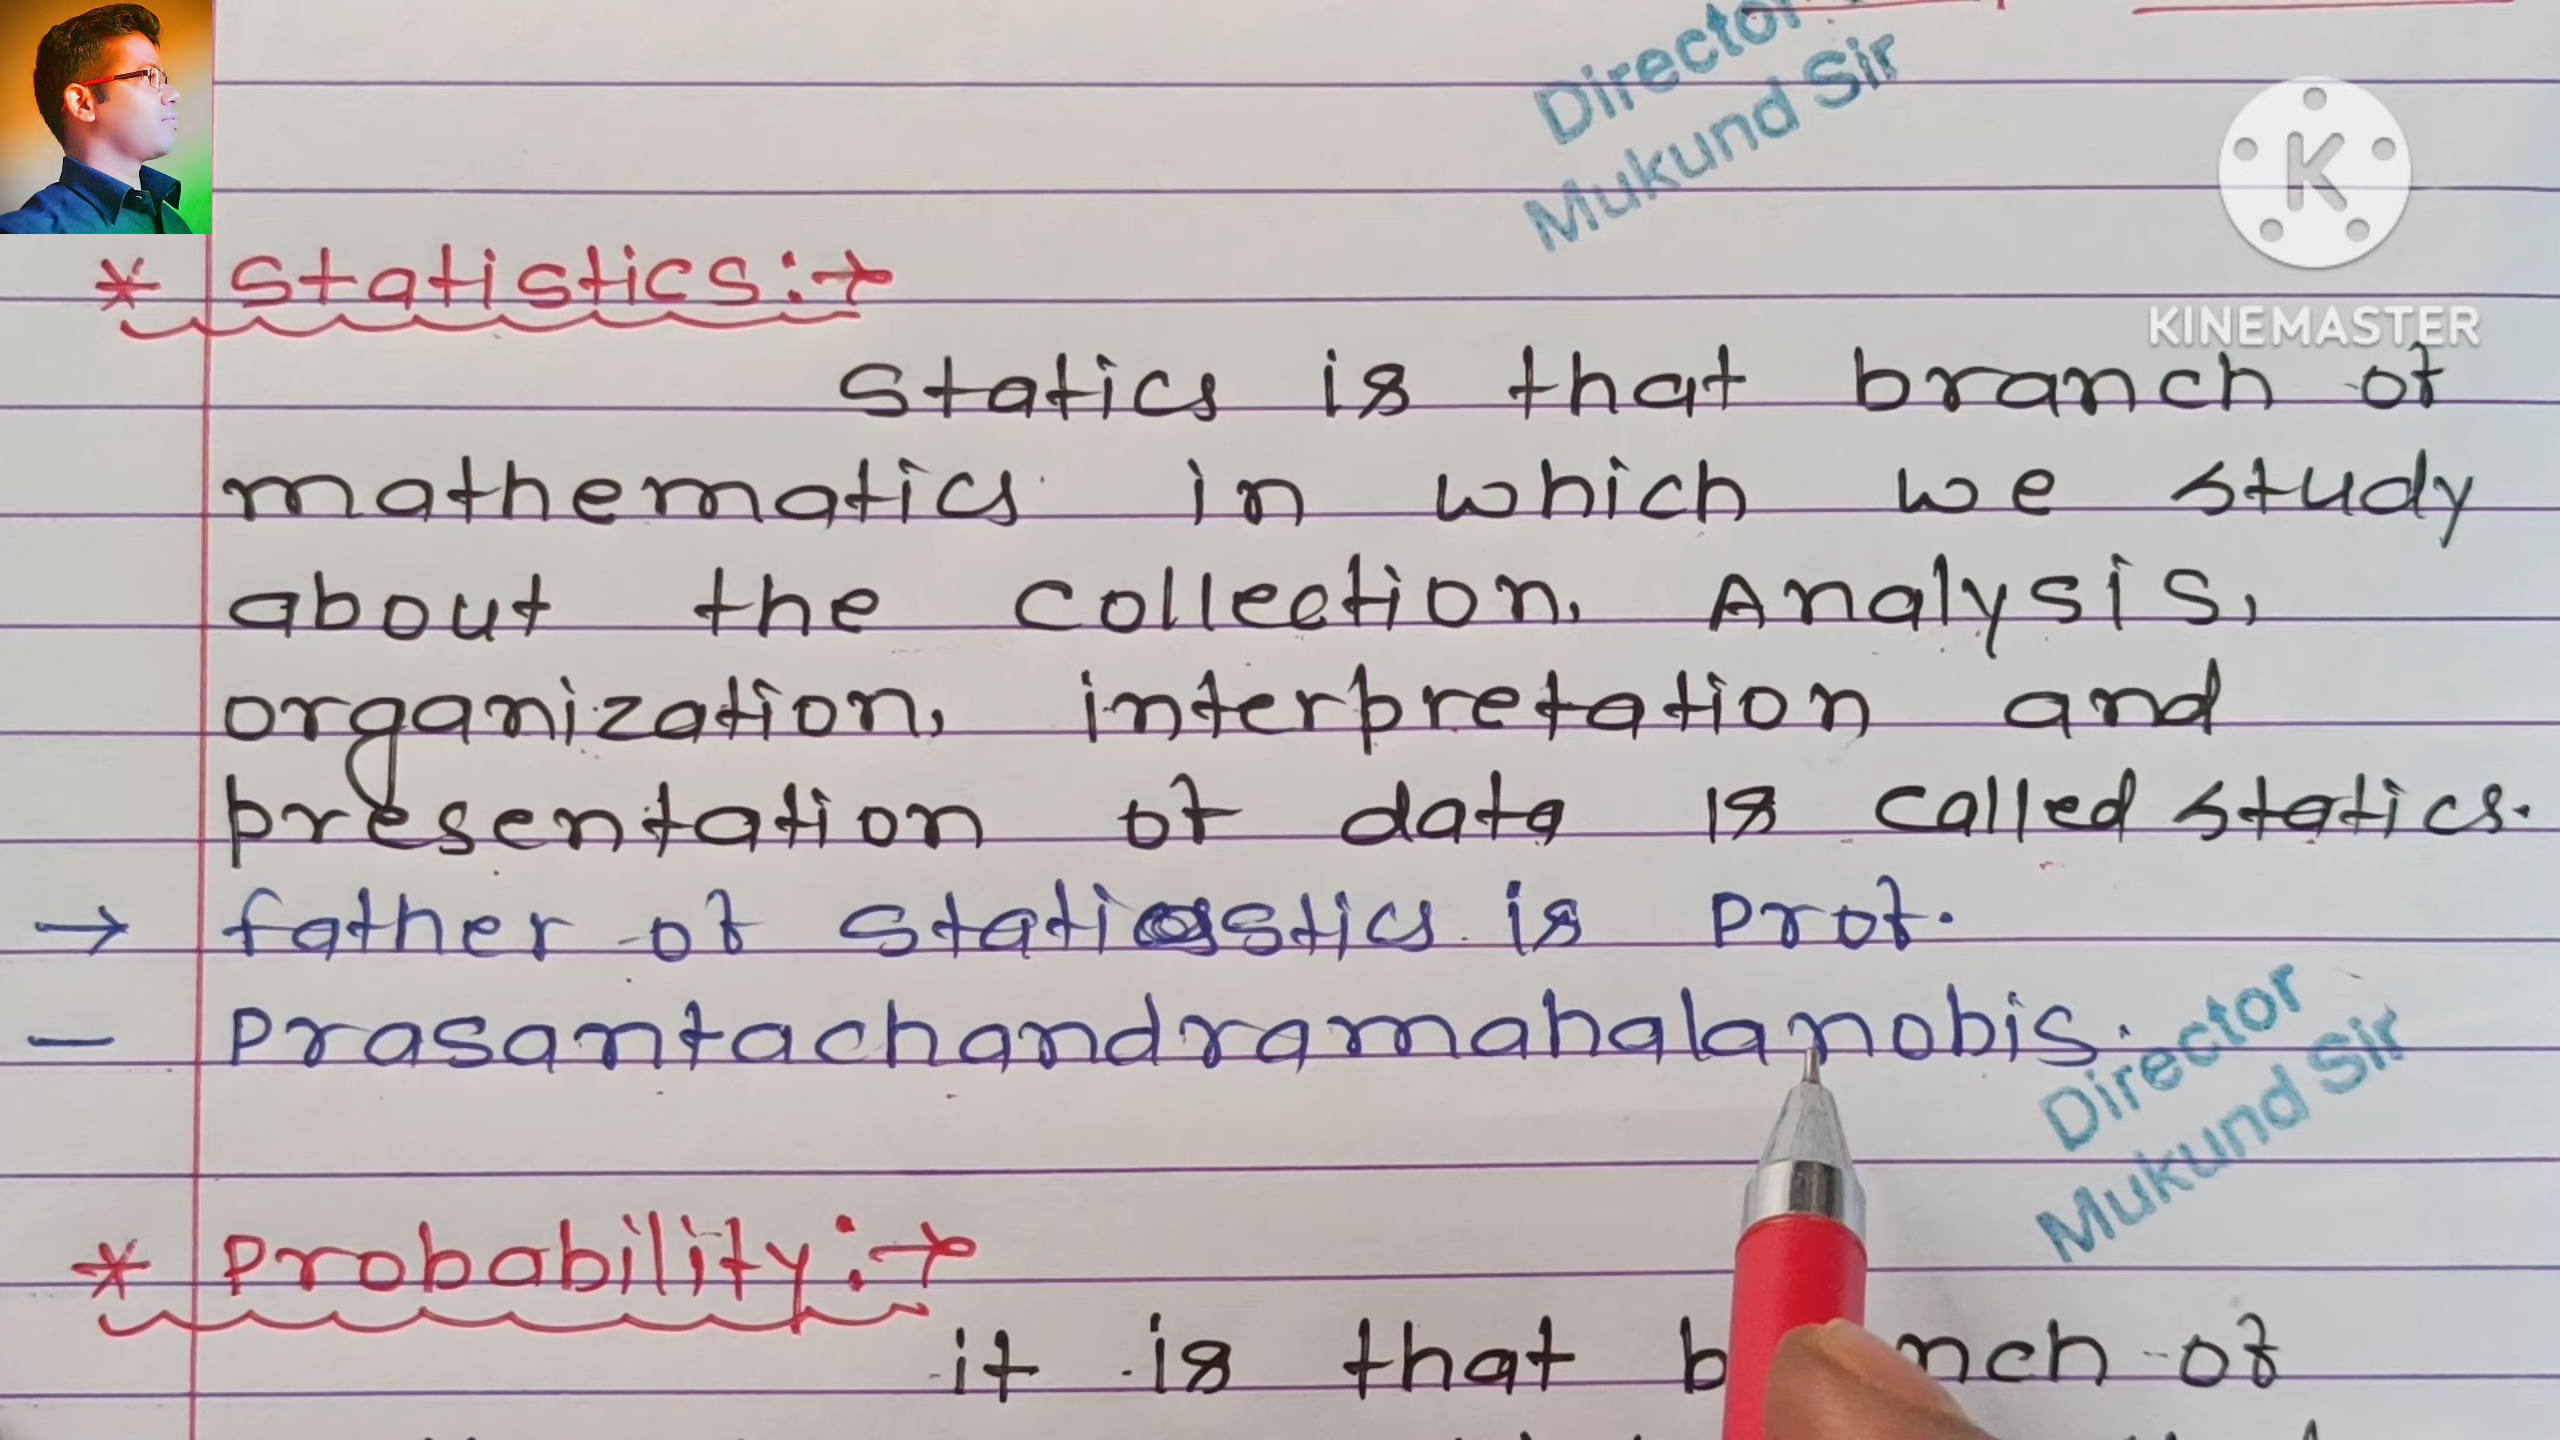 Director
Mukund Sir
KINEMASTER
* Statistics:→
Statics is that branch of
mathematics in which we study
about the collection, Analysis,
organization, interpretation and
presentation of data is called statics.
→ father of statistics is Prof.
— Prasantachandramahalanobis.
Director
Mukund Sir
* Probability:→
it is that of